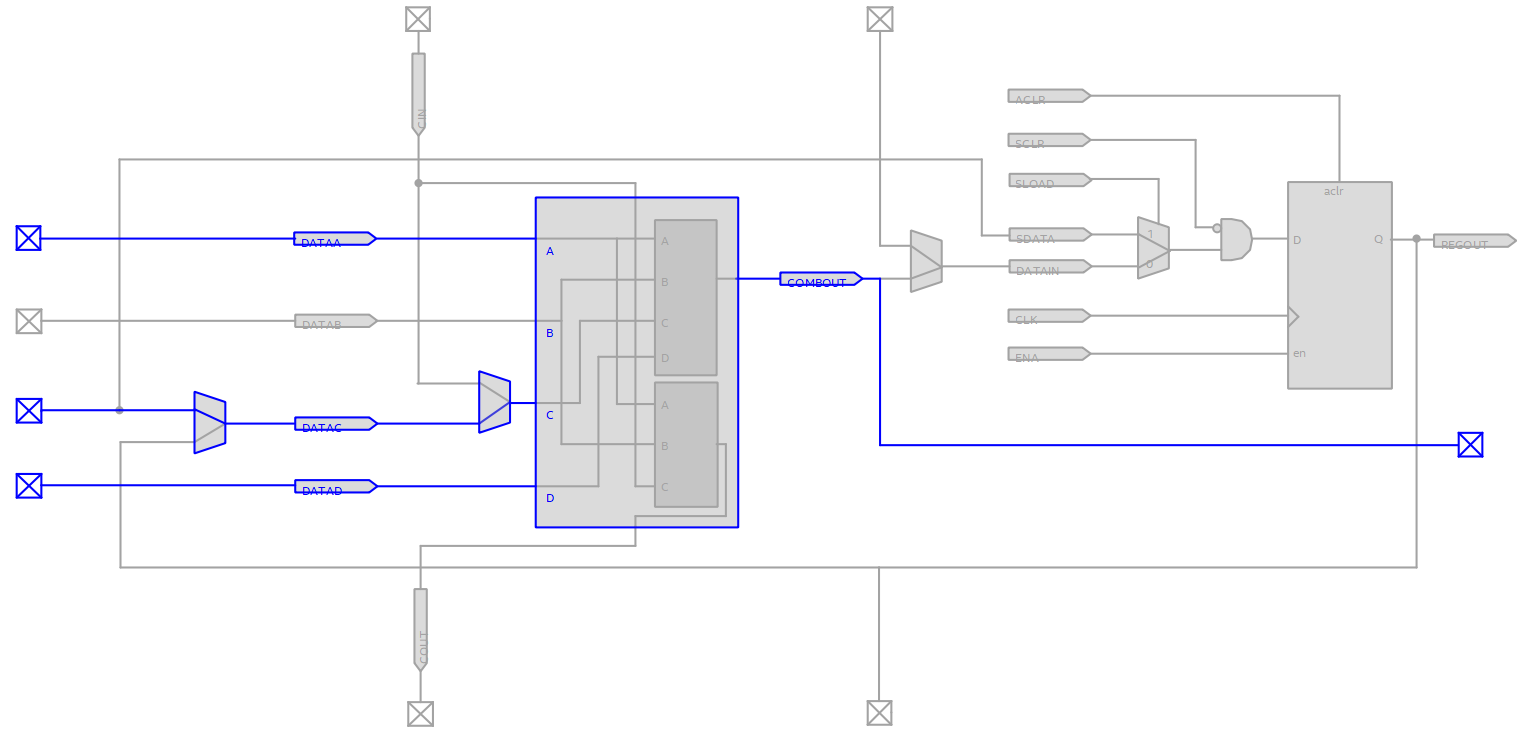 CIN
ACLR
SCLR
SLOAD
aclr
DATAA
A
A
SDATA
1
D
Q
REGOUT
B
COMBOUT
DATAIN
0
DATAB
B
C
CLK
D
ENA
en
DATAC
C
A
B
DATAD
D
C
COUT